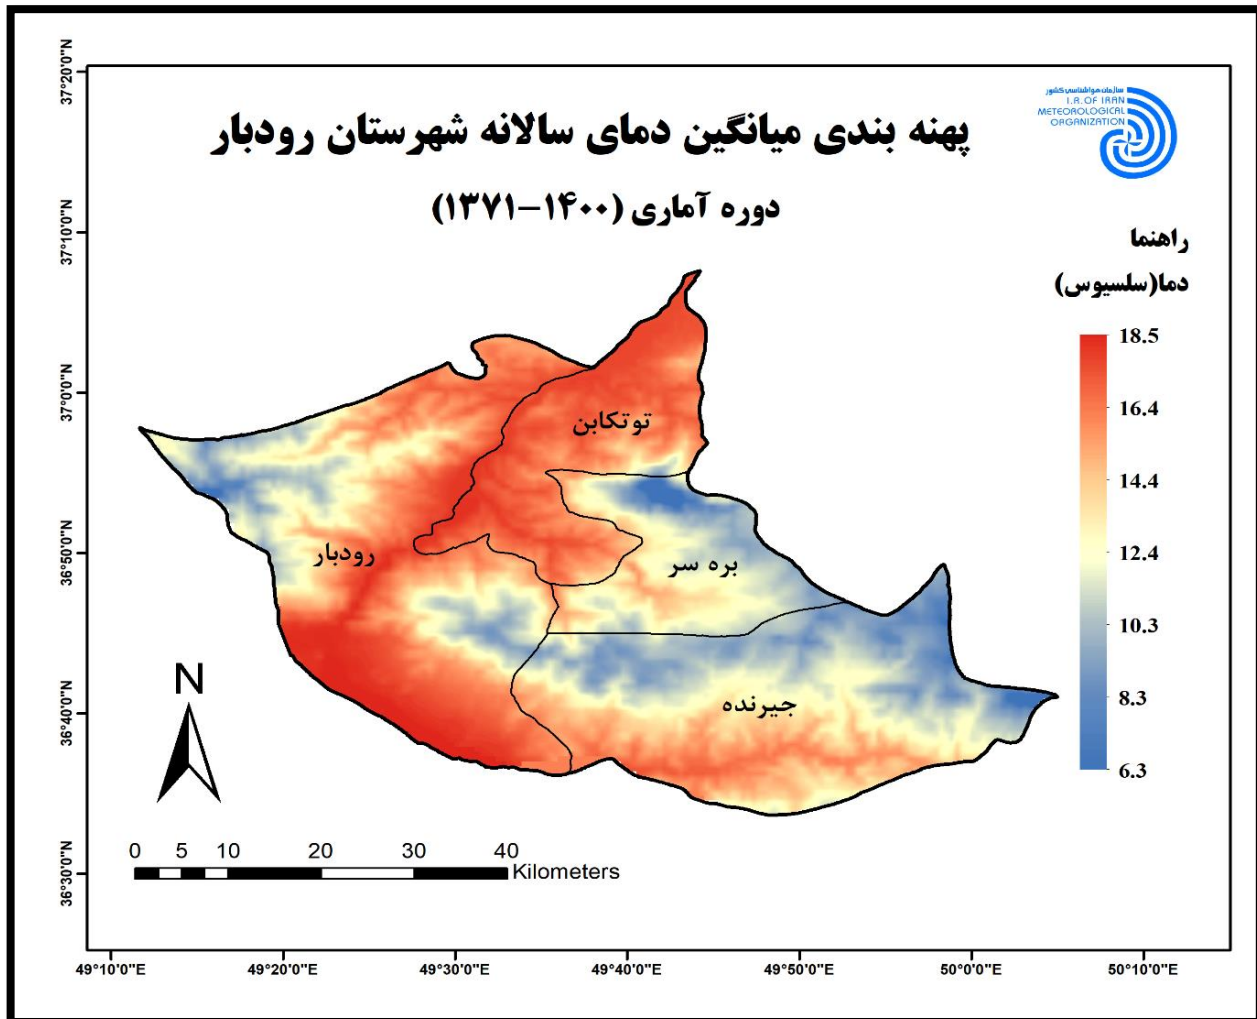 پهنه بندی میانگین دمای سالانه شهرستان رودبار
دوره آماری (۱۴۰۰-۱۳۷۱)
سازمان هواشناسی کشور
I.R. OF IRAN
METEOROLOGICAL
ORGANIZATION
راهنما
دما(سلسیوس)
18.5
16.4
14.4
12.4
10.3
8.3
6.3
توتکابن
رودبار
بره سر
جیرنده
N
0 5 10 20 30 40
Kilometers
37°20'0"N
37°10'0"N
37°0'0"N
36°50'0"N
36°40'0"N
36°30'0"N
49°10'0"E 49°20'0"E 49°30'0"E 49°40'0"E 49°50'0"E 50°0'0"E 50°10'0"E